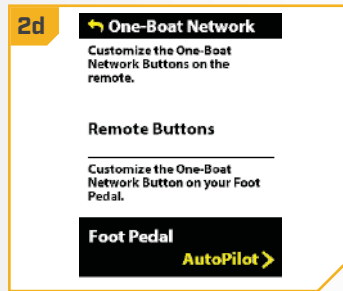 2d
One-Boat Network
Customize the One-Boat
Network Buttons on the
remote.
Remote Buttons
Customize the One-Boat
Network Button on your Foot
Pedal.
Foot Pedal
AutoPilot >